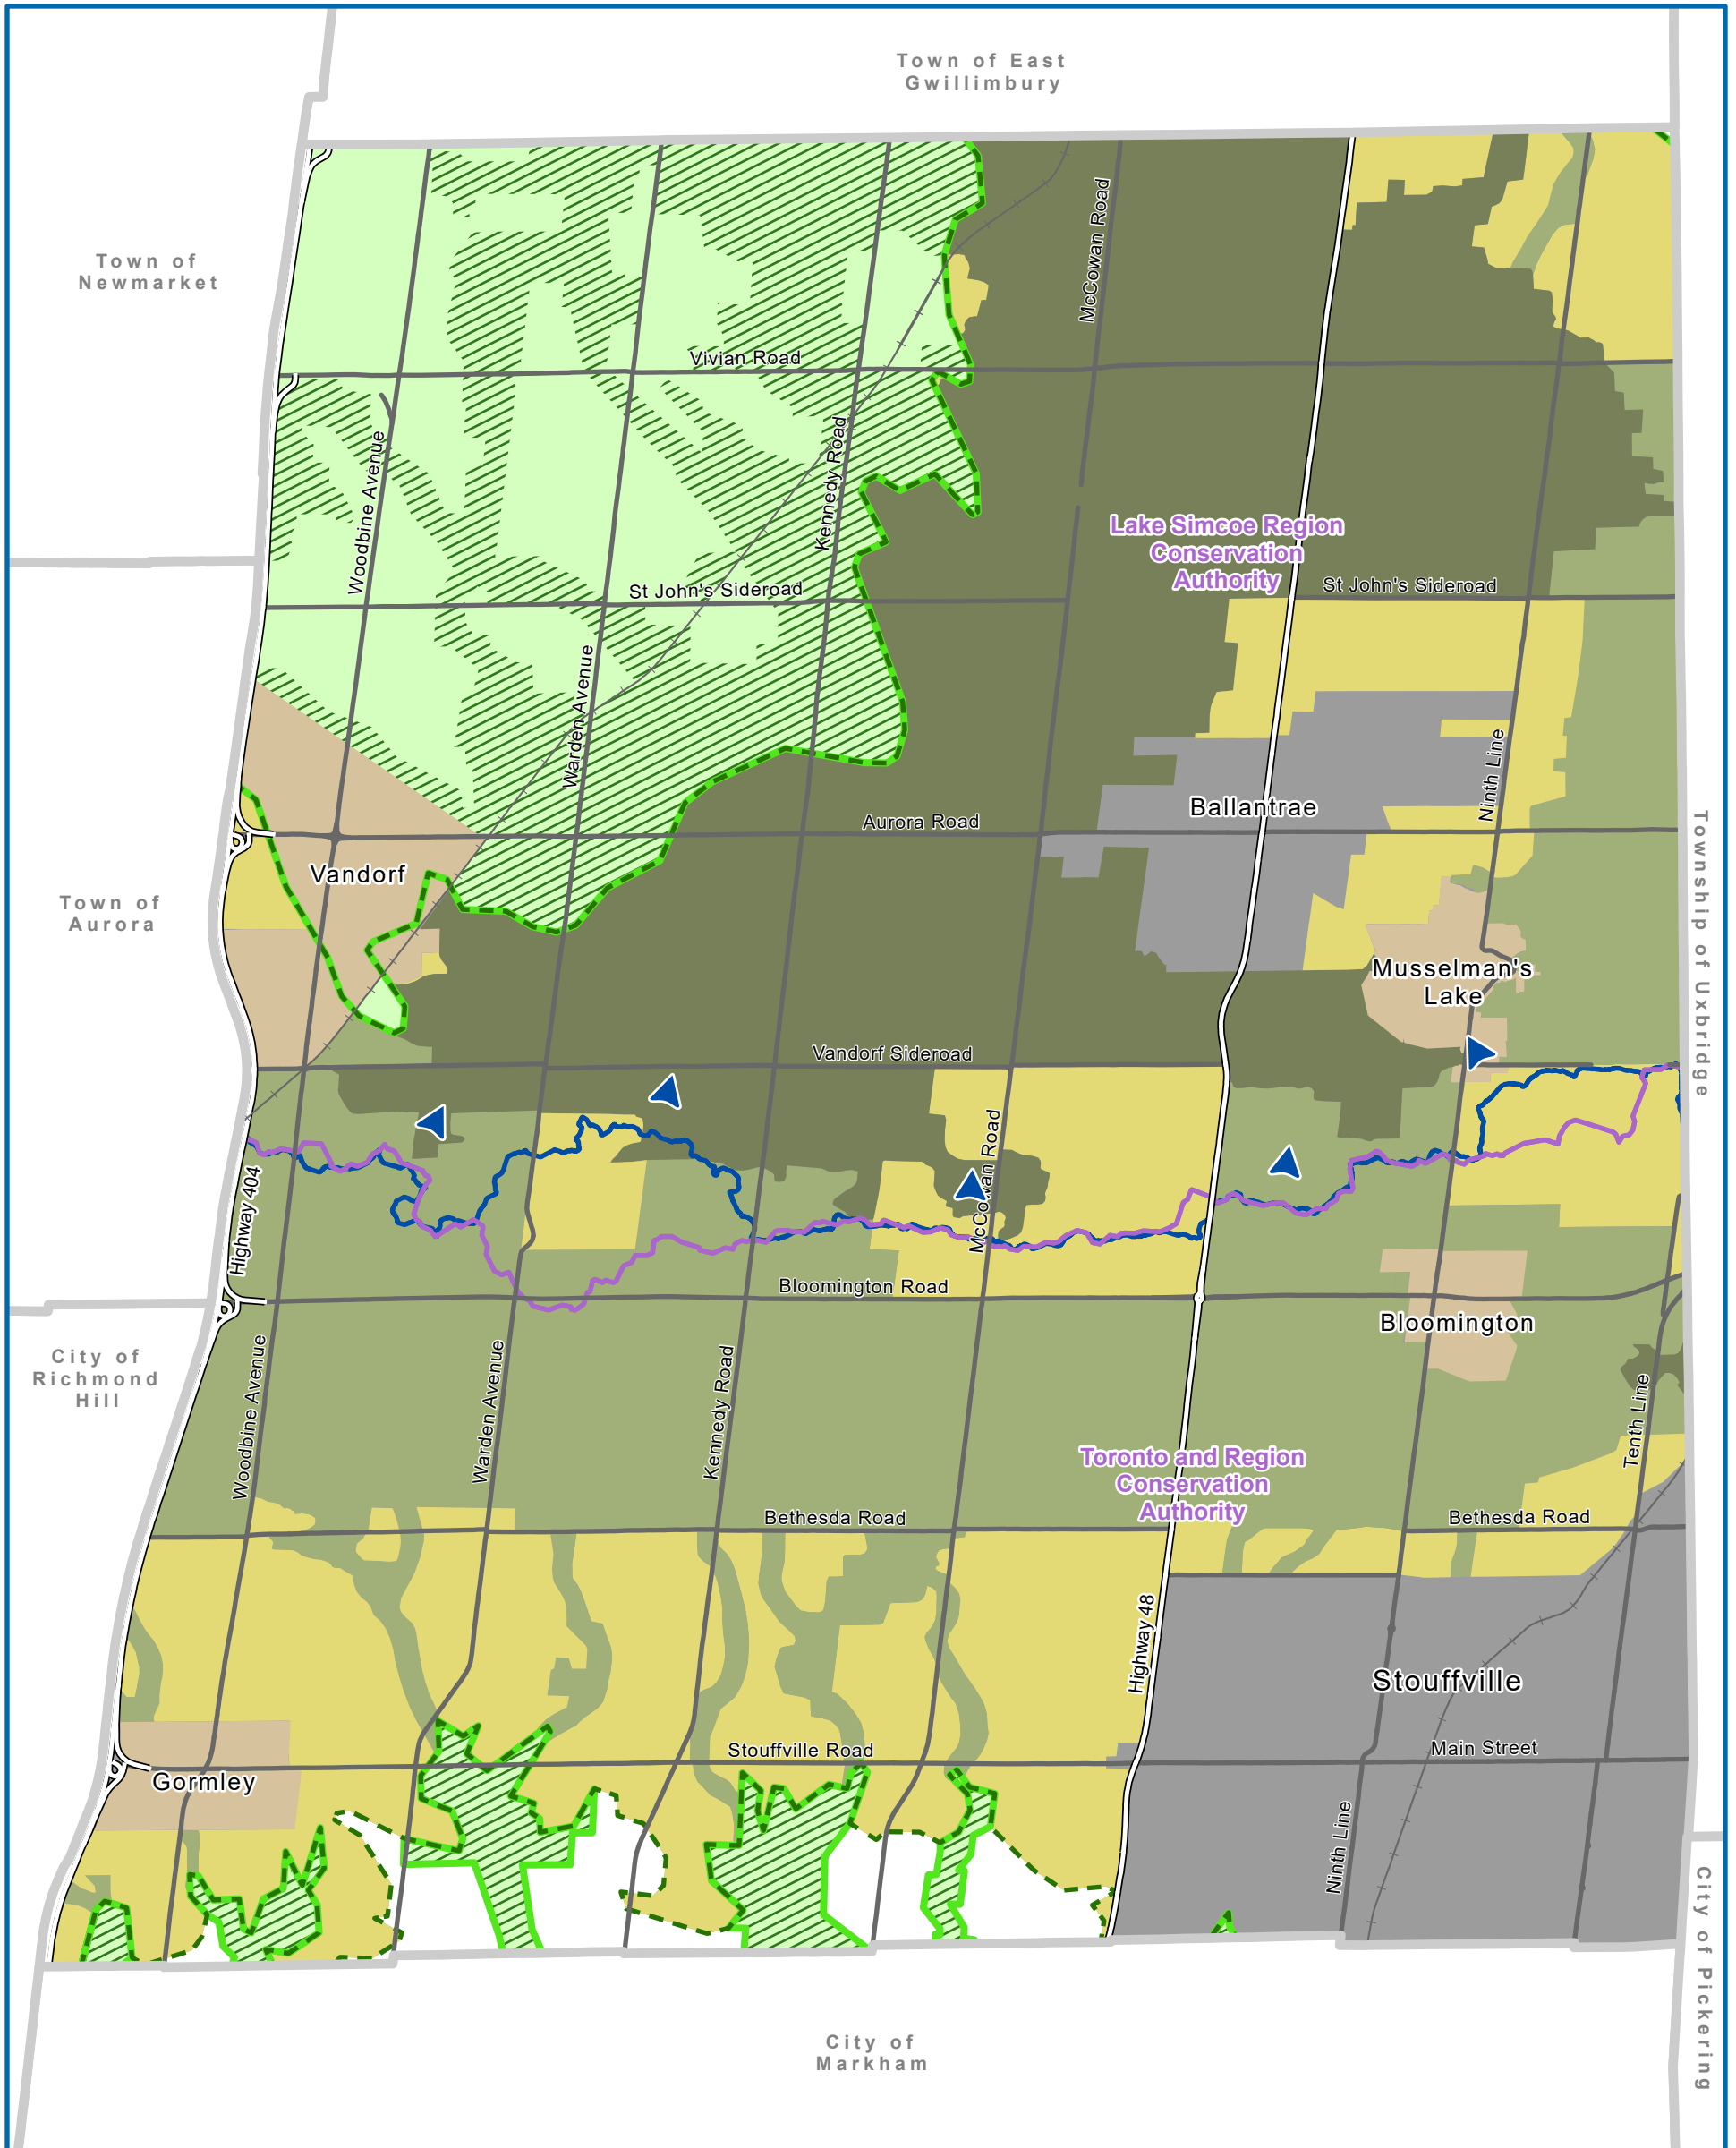 Town of East
Gwillimbury
Town of
Newmarket
McCowan Road
Vivian Road
Woodbine Avenue
Kennedy Road
Lake Simcoe Region
Conservation
Authority
St John's Sideroad
St John's Sideroad
Warden Avenue
Ninth Line
Ballantrae
Aurora Road
Township of Uxbridge
Vandorf
Town of
Aurora
Musselman's
Lake
Vandorf Sideroad
McCowan Road
Highway 404
Bloomington Road
Bloomington
City of
Richmond
Hill
Woodbine Avenue
Warden Avenue
Kennedy Road
Tenth Line
Toronto and Region
Conservation
Authority
Bethesda Road
Bethesda Road
Highway 48
Stouffville
Stouffville Road
Main Street
Gormley
Ninth Line
City of Pickering
City of
Markham